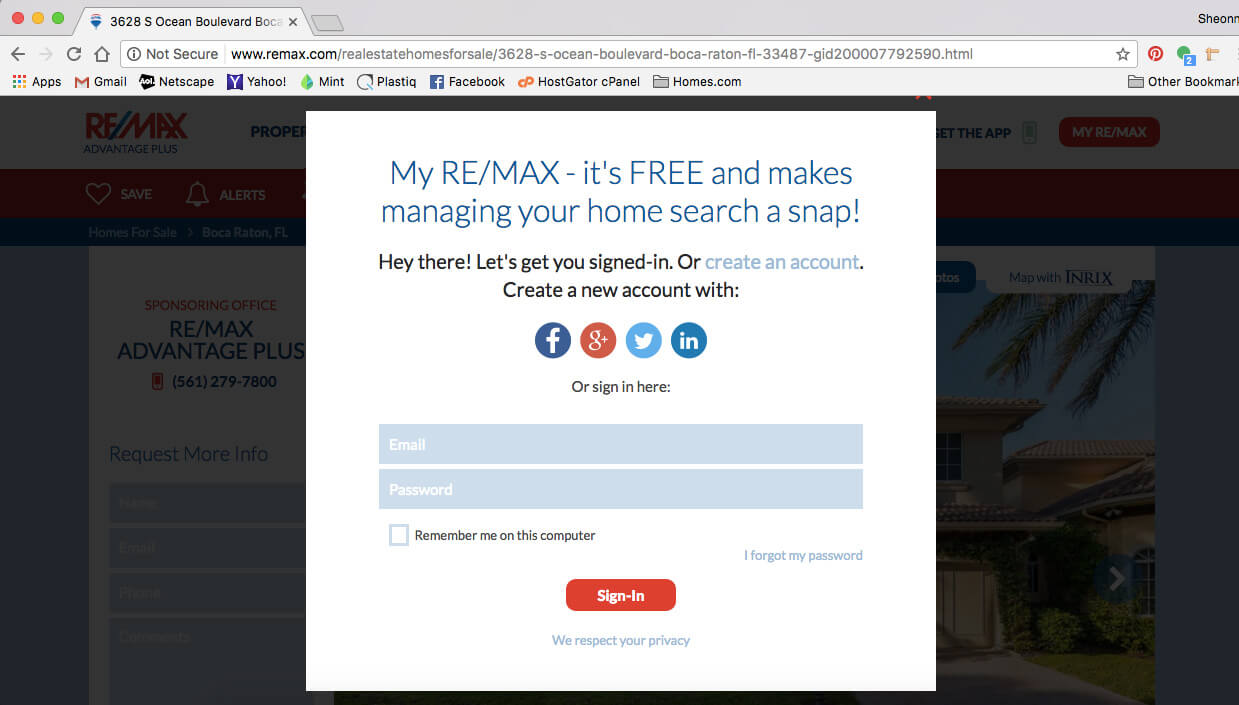 3628 S Ocean Boulevard Boca
Sheonn
Not Secure www.remax.com/realestatehomesforsale/3628-s-ocean-boulevard-boca-raton-fl-33487-gid200007792590.html
2
Apps Gmail Aol. Netscape Yahoo! Mint Plastiq Facebook HostGator cPanel Homes.com Other Bookmar
RE/MAX
ADVANTAGE PLUS
PROPE
GET THE APP
MY RE/MAX
SAVE
ALERTS
Homes For Sale > Boca Raton, FL
SPONSORING OFFICE
RE/MAX
ADVANTAGE PLUS
(561) 279-7800
Request More Info
Name
Email
Phone
Comments
My RE/MAX - it's FREE and makes
managing your home search a snap!
Hey there! Let's get you signed-in. Or create an account.
Create a new account with:
f g+ in
Or sign in here:
Email
Password
Remember me on this computer
I forgot my password
Sign-In
We respect your privacy
otos
Map with INRIX